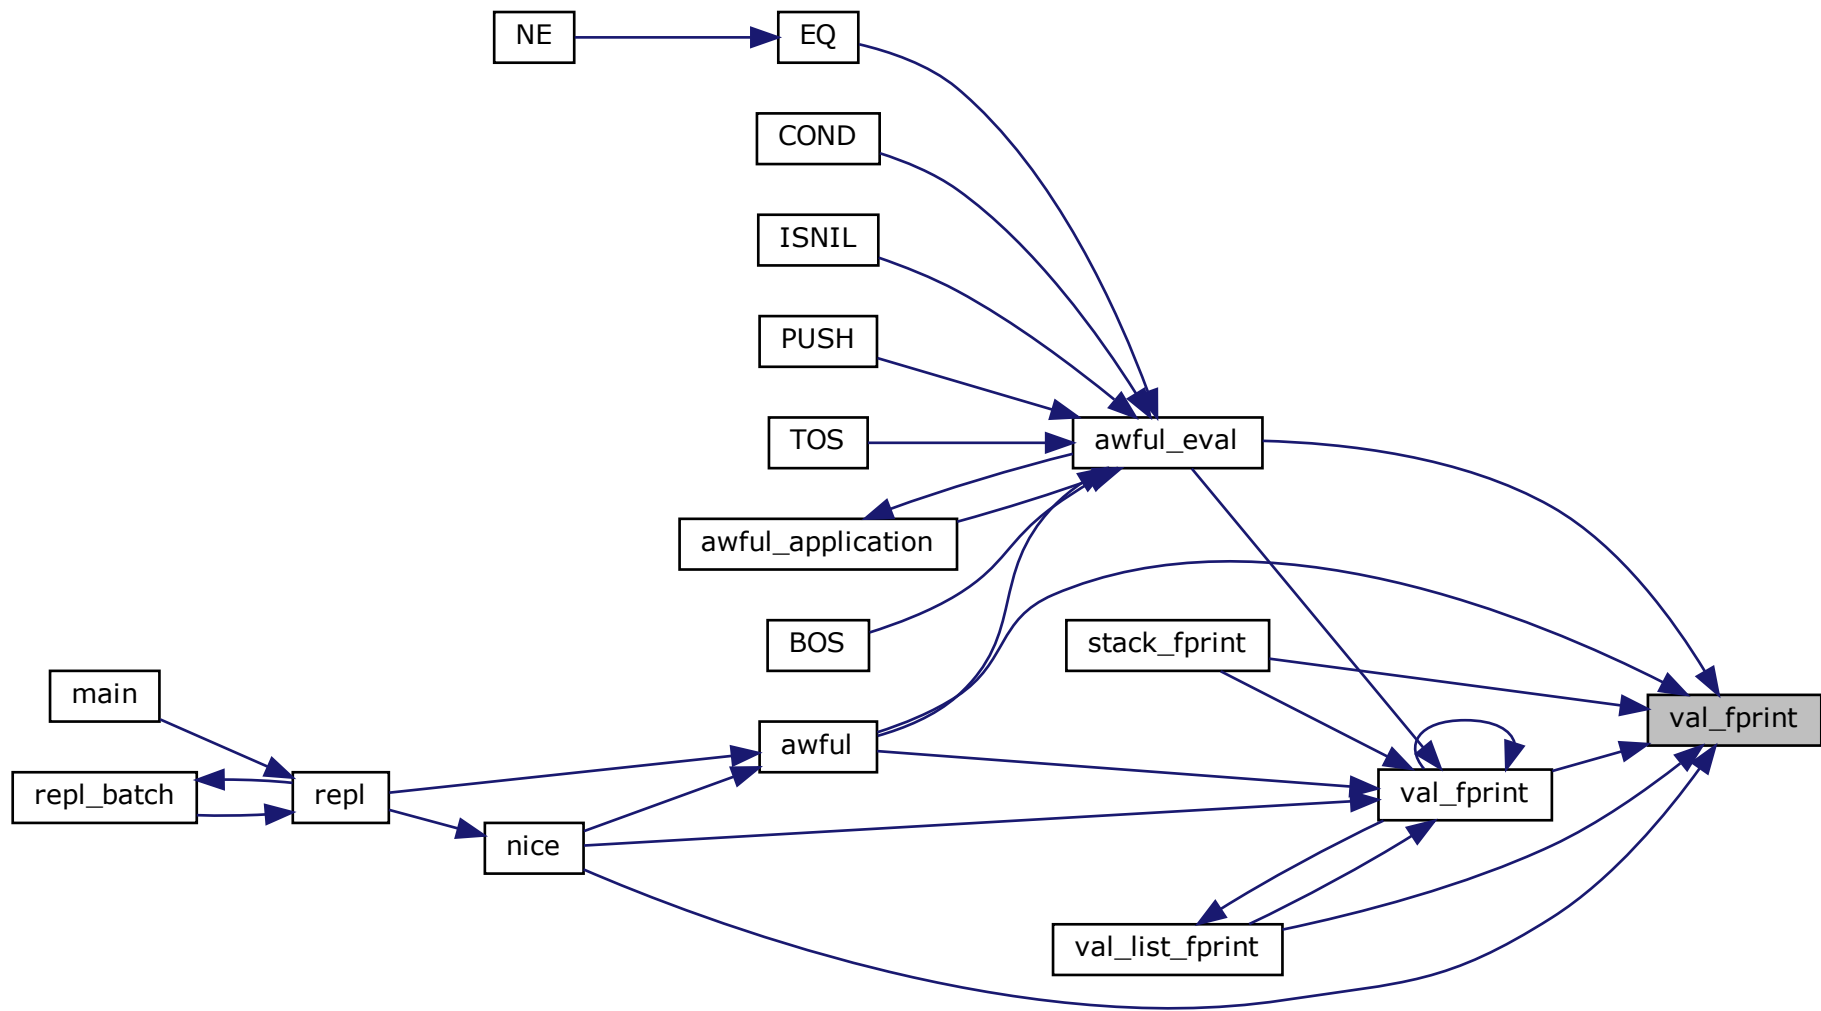 NE
EQ
COND
ISNIL
PUSH
TOS
awful_eval
awful_application
BOS
stack_fprint
main
val_fprint
awful
repl_batch
repl
val_fprint
nice
val_list_fprint